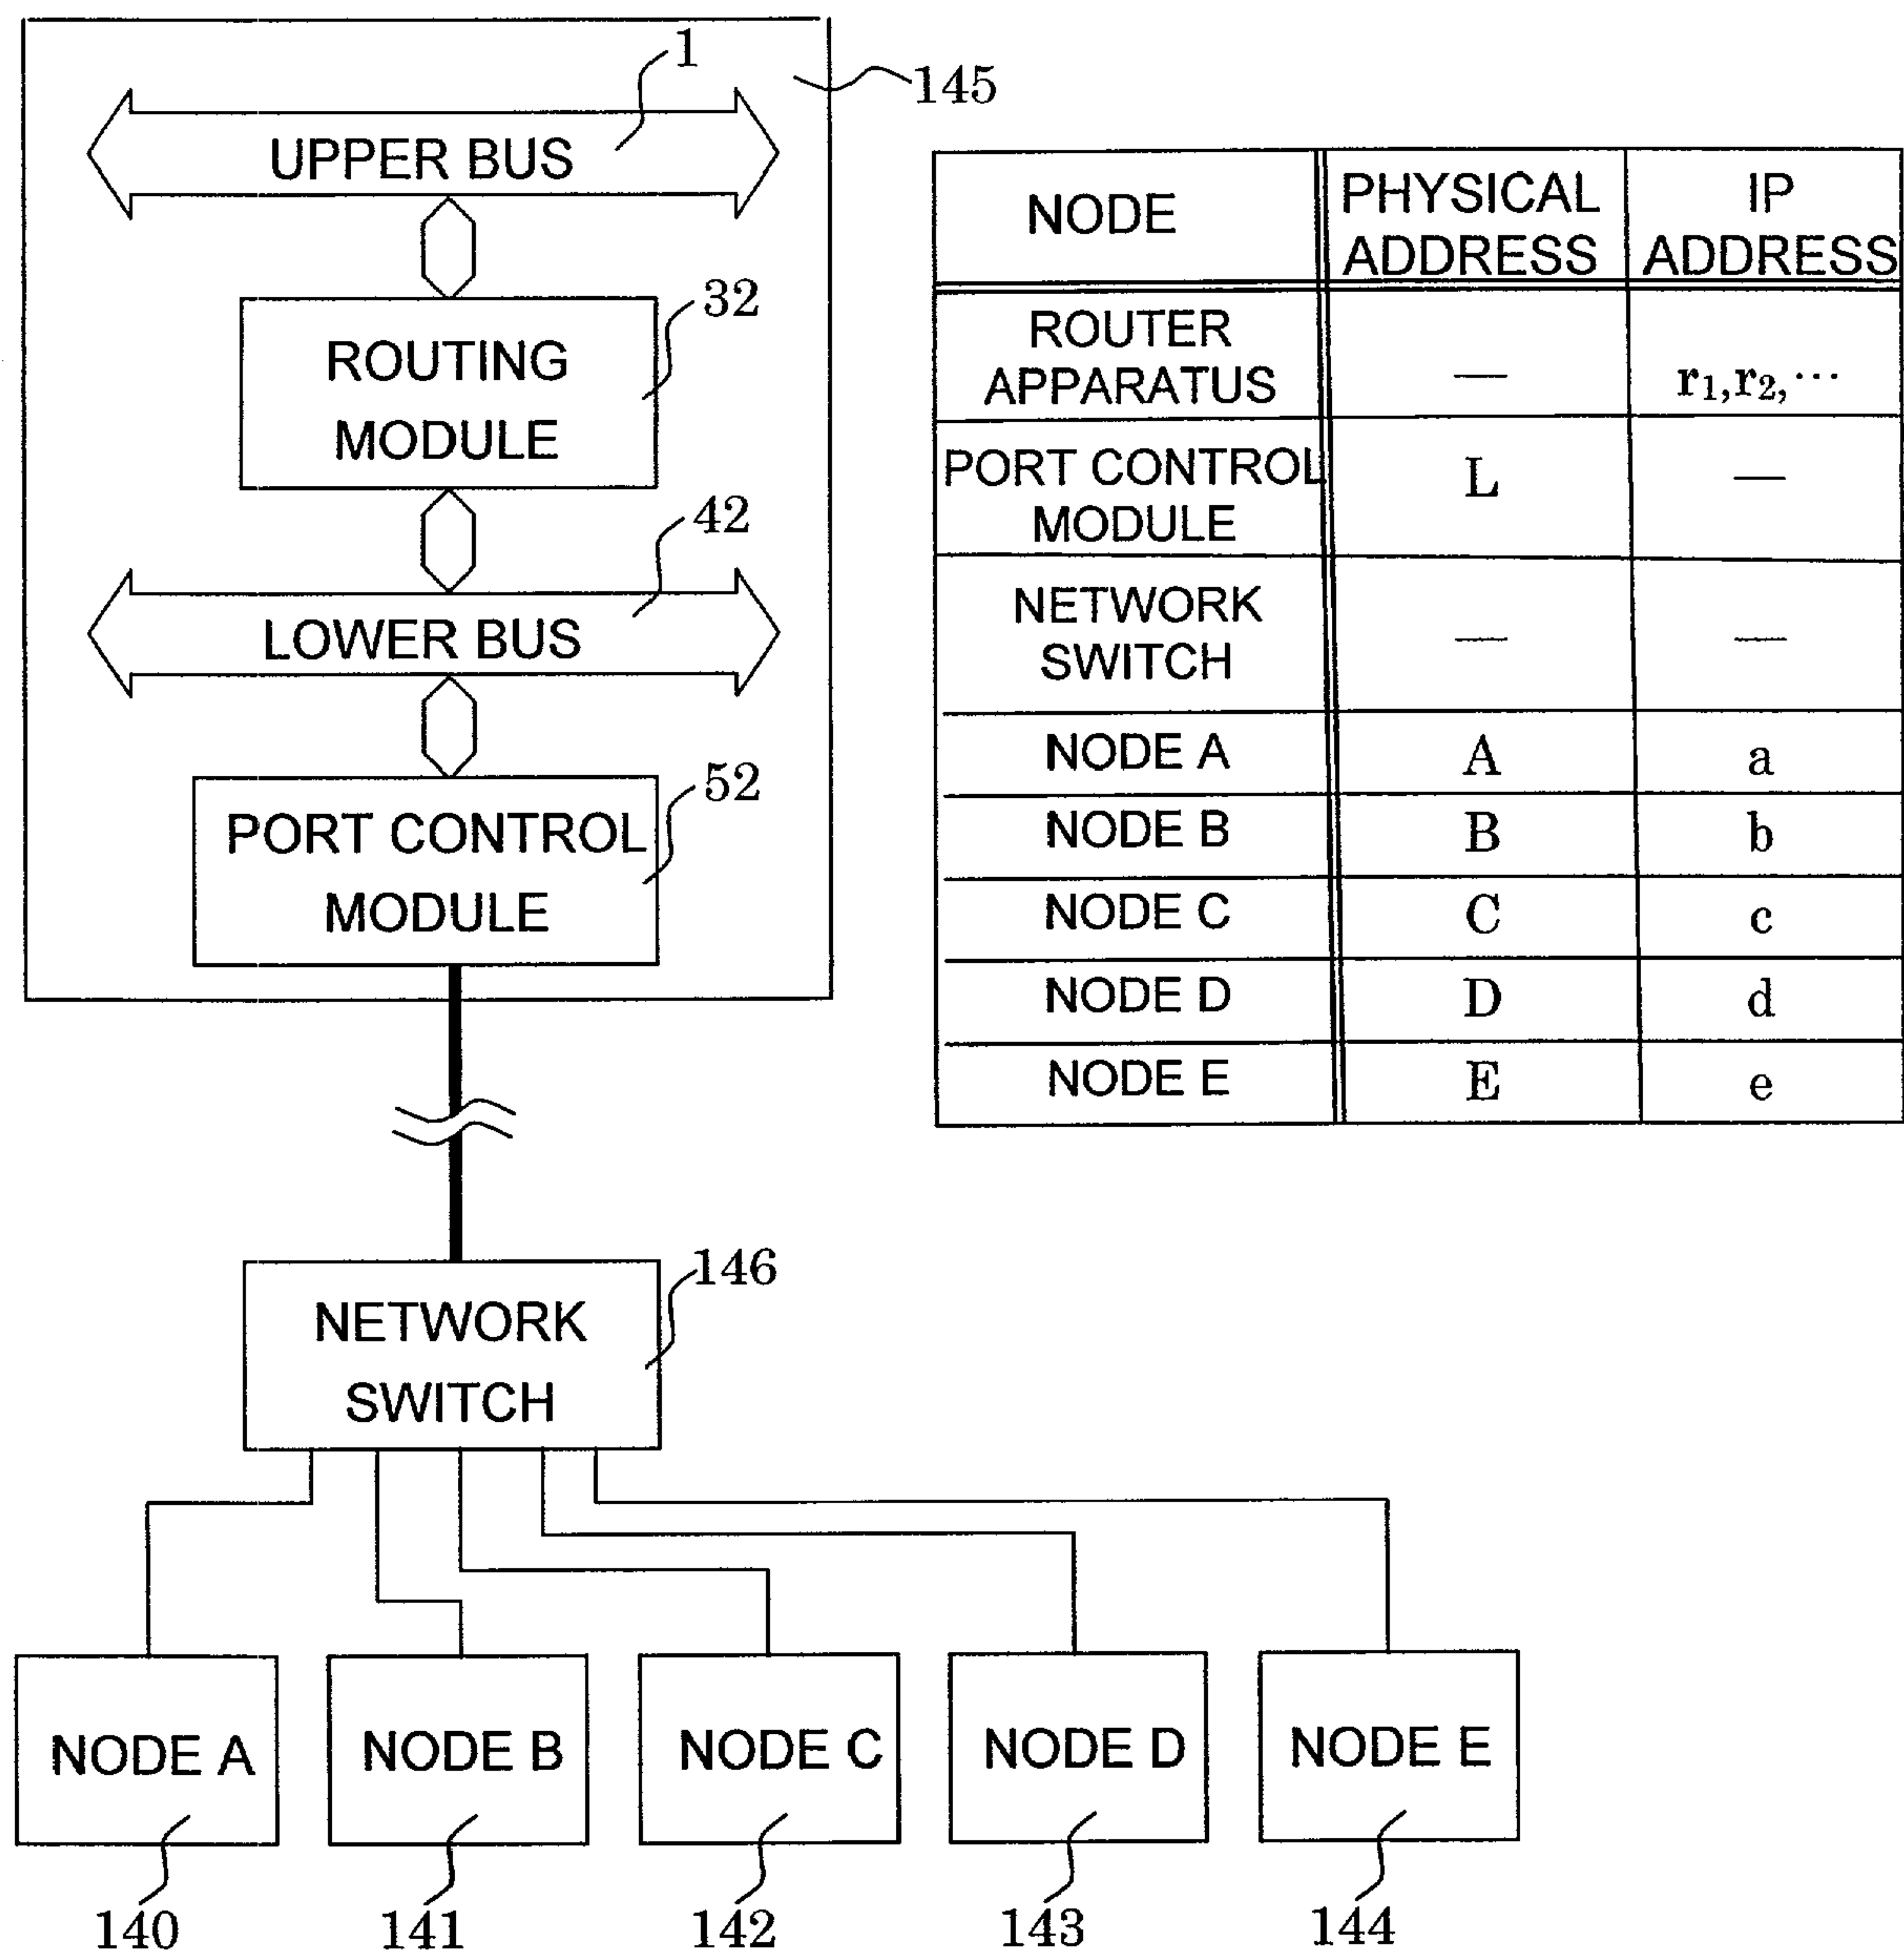 1
145
UPPER BUS
32
ROUTING
MODULE
42
LOWER BUS
52
PORT CONTROL
MODULE
146
NETWORK
SWITCH
NODE A
NODE B
NODE C
NODE D
NODE E
140
141
142
143
144
NODE
PHYSICAL
ADDRESS
IP
ADDRESS
ROUTER
APPARATUS
—
r₁,r₂,⋯
PORT CONTROL
MODULE
L
—
NETWORK
SWITCH
—
—
NODE A
A
a
NODE B
B
b
NODE C
C
c
NODE D
D
d
NODE E
E
e